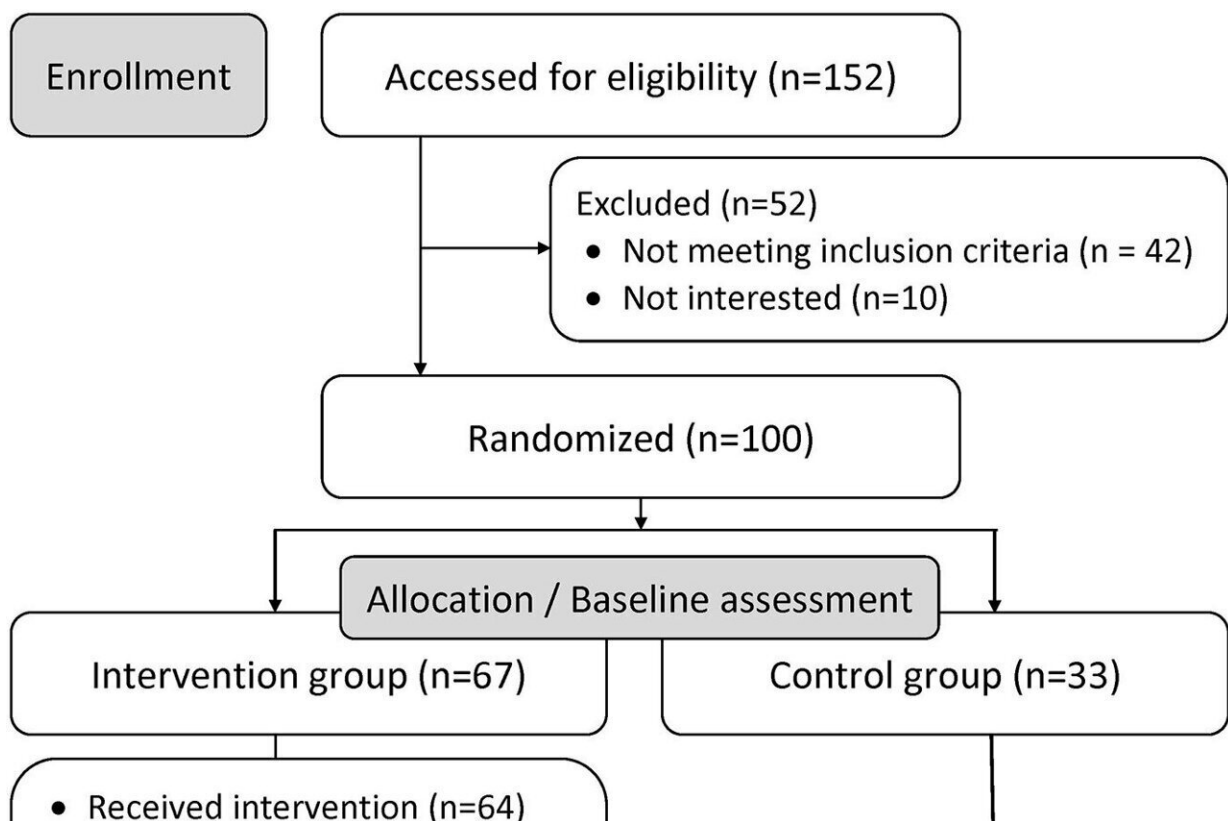 Enrollment
Accessed for eligibility (n=152)
Excluded (n=52)
• Not meeting inclusion criteria (n = 42)
• Not interested (n=10)
Randomized (n=100)
Allocation / Baseline assessment
Intervention group (n=67)
Control group (n=33)
• Received intervention (n=64)